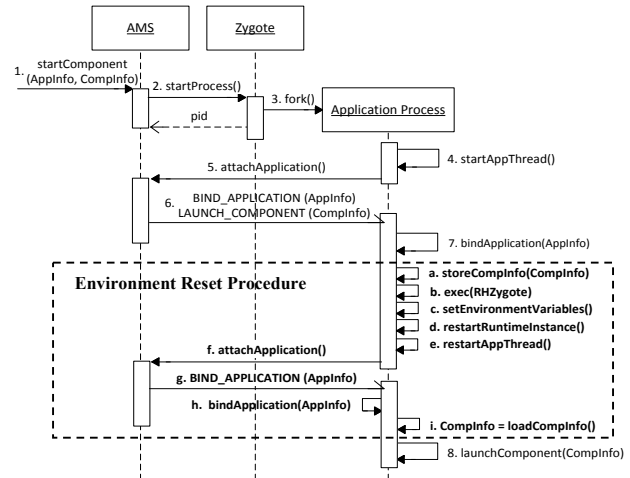 AMS
Zygote
startComponent
1. (AppInfo, CompInfo)
2. startProcess()
3. fork()
pid
Application Process
4. startAppThread()
5. attachApplication()
6. BIND_APPLICATION (AppInfo)
LAUNCH_COMPONENT (CompInfo)
7. bindApplication(AppInfo)
Environment Reset Procedure
a. storeCompInfo(CompInfo)
b. exec(RHZygote)
c. setEnvironmentVariables()
d. restartRuntimeInstance()
e. restartAppThread()
f. attachApplication()
g. BIND_APPLICATION (AppInfo)
h. bindApplication(AppInfo)
i. CompInfo = loadCompInfo()
8. launchComponent(CompInfo)